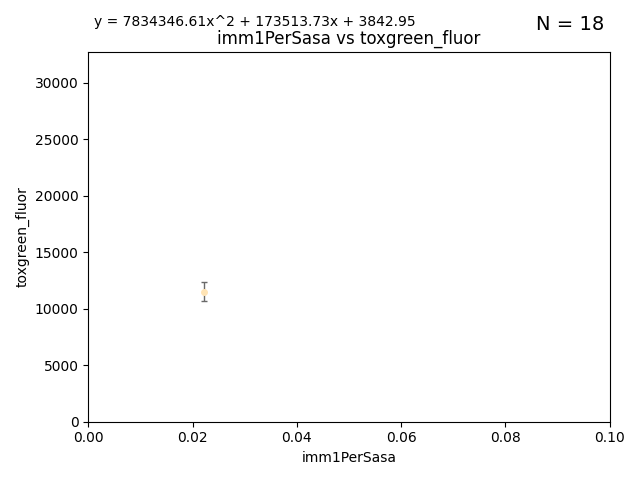 y = 7834346.61x^2 + 173513.73x + 3842.95
N = 18
imm1PerSasa vs toxgreen_fluor
30000
25000
20000
15000
10000
5000
0
toxgreen_fluor
0.00 0.02 0.04 0.06 0.08 0.10
imm1PerSasa